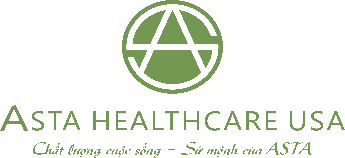 ASTA HEALTHCARE USA
Chất lượng cuộc sống - Sứ mệnh của ASTA